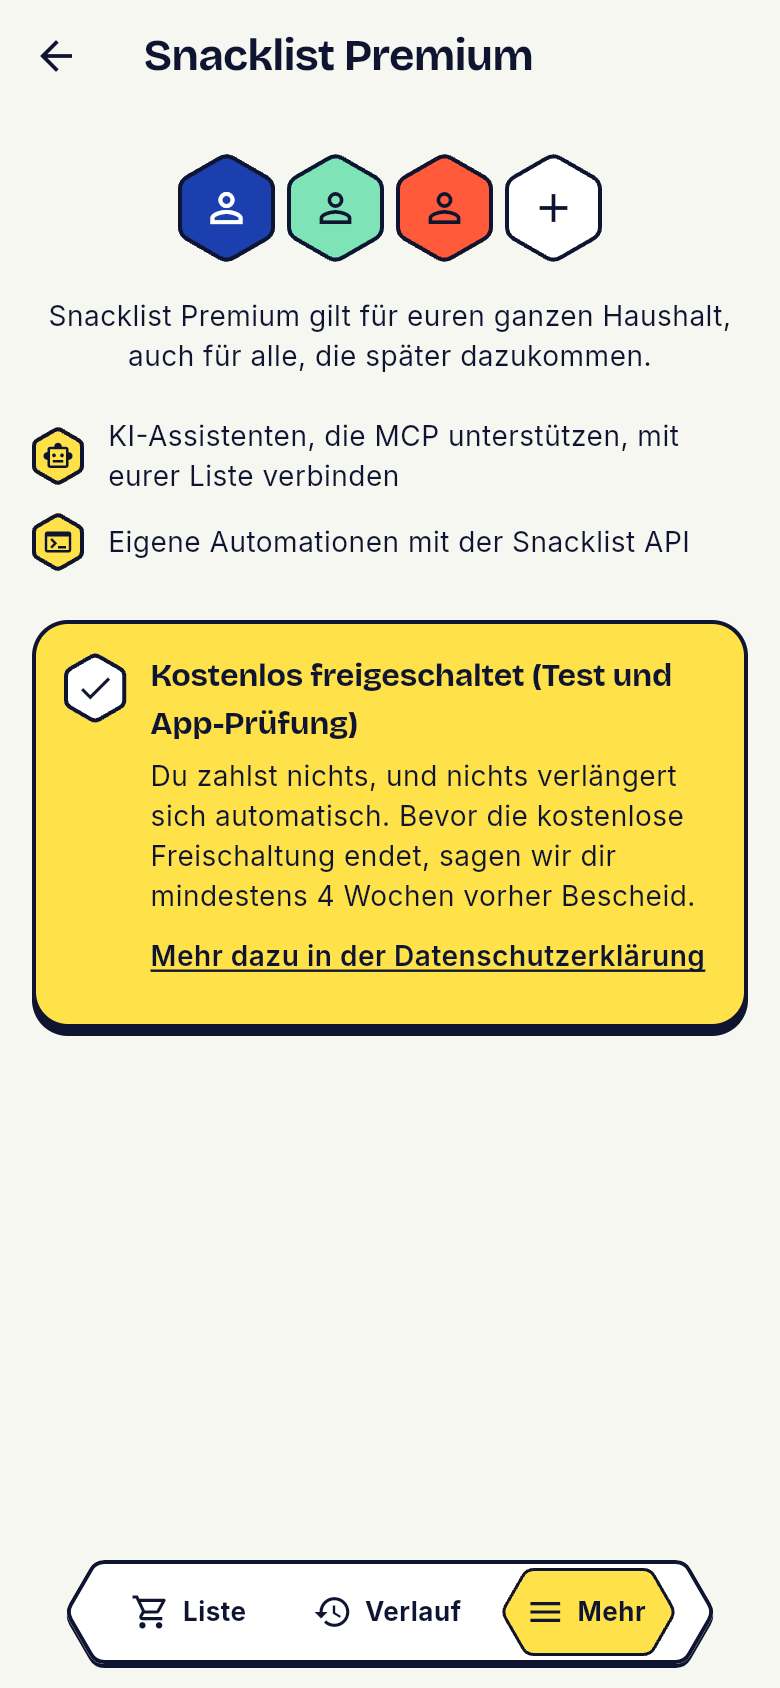 Snacklist Premium
Snacklist Premium gilt für euren ganzen Haushalt,
auch für alle, die später dazukommen.
KI-Assistenten, die MCP unterstützen, mit
eurer Liste verbinden
Eigene Automationen mit der Snacklist API
Kostenlos freigeschaltet (Test und
App-Prüfung)
Du zahlst nichts, und nichts verlängert
sich automatisch. Bevor die kostenlose
Freischaltung endet, sagen wir dir
mindestens 4 Wochen vorher Bescheid.
Mehr dazu in der Datenschutzerklärung
Liste
Verlauf
Mehr